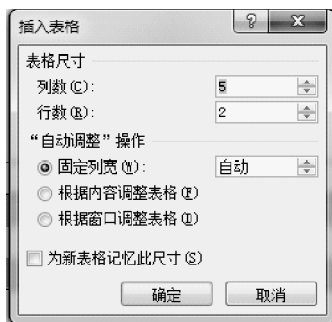 插入表格
表格尺寸
列数(C): 5
行数(R): 2
“自动调整”操作
固定列宽(W): 自动
根据内容调整表格(F)
根据窗口调整表格(D)
为新表格记忆此尺寸(S)
确定 取消